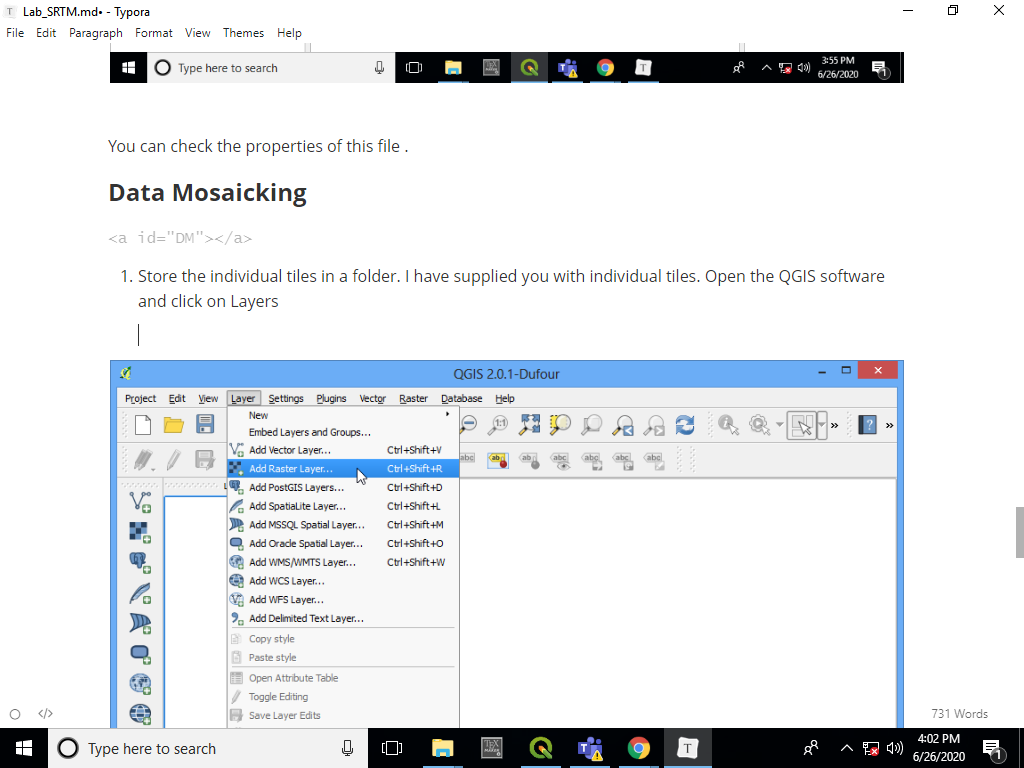 Lab_SRTM.md• - Typora
File Edit Paragraph Format View Themes Help
Type here to search
3:55 PM
6/26/2020
1
You can check the properties of this file .
Data Mosaicking
<a id="DM"></a>
1. Store the individual tiles in a folder. I have supplied you with individual tiles. Open the QGIS software
and click on Layers
QGIS 2.0.1-Dufour
Project Edit View Layer Settings Plugins Vector Raster Database Help
New
Embed Layers and Groups...
Add Vector Layer... Ctrl+Shift+V
Add Raster Layer... Ctrl+Shift+R
Add PostGIS Layers... Ctrl+Shift+D
Add SpatiaLite Layer... Ctrl+Shift+L
Add MSSQL Spatial Layer... Ctrl+Shift+M
Add Oracle Spatial Layer... Ctrl+Shift+O
Add WMS/WMTS Layer... Ctrl+Shift+W
Add WCS Layer...
Add WFS Layer...
Add Delimited Text Layer...
Copy style
Paste style
Open Attribute Table
Toggle Editing
Save Layer Edits
731 Words
Type here to search
4:02 PM
6/26/2020
1